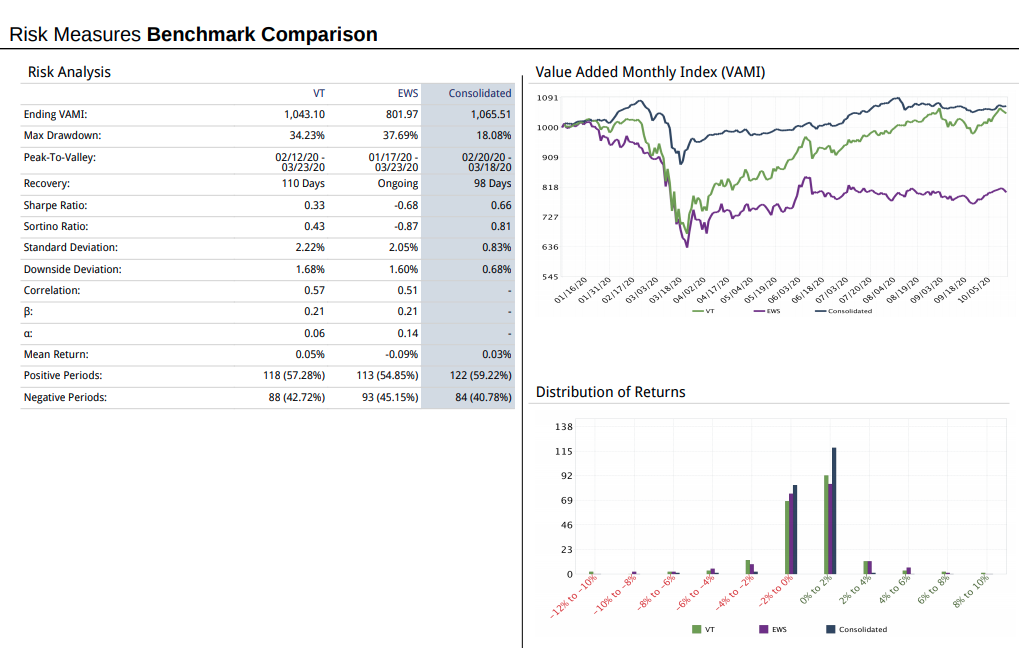 Risk Measures Benchmark Comparison
Risk Analysis
VT EWS Consolidated
Ending VAMI: 1,043.10 801.97 1,065.51
Max Drawdown: 34.23% 37.69% 18.08%
Peak-To-Valley: 02/12/20 - 01/17/20 - 02/20/20 -
03/23/20 03/23/20 03/18/20
Recovery: 110 Days Ongoing 98 Days
Sharpe Ratio: 0.33 -0.68 0.66
Sortino Ratio: 0.43 -0.87 0.81
Standard Deviation: 2.22% 2.05% 0.83%
Downside Deviation: 1.68% 1.60% 0.68%
Correlation: 0.57 0.51 -
β: 0.21 0.21 -
α: 0.06 0.14 -
Mean Return: 0.05% -0.09% 0.03%
Positive Periods: 118 (57.28%) 113 (54.85%) 122 (59.22%)
Negative Periods: 88 (42.72%) 93 (45.15%) 84 (40.78%)
Value Added Monthly Index (VAMI)
1091
1000
909
818
727
636
545
01/16/20 01/31/20 02/17/20 03/03/20 03/18/20 04/02/20 04/17/20 05/04/20 05/19/20 06/03/20 06/18/20 07/03/20 07/20/20 08/04/20 08/19/20 09/03/20 09/18/20 10/05/20
VT EWS Consolidated
Distribution of Returns
138
115
92
69
46
23
0
−12% to −10% −10% to −8% −8% to −6% −6% to −4% −4% to −2% −2% to 0% 0% to 2% 2% to 4% 4% to 6% 6% to 8% 8% to 10%
VT EWS Consolidated